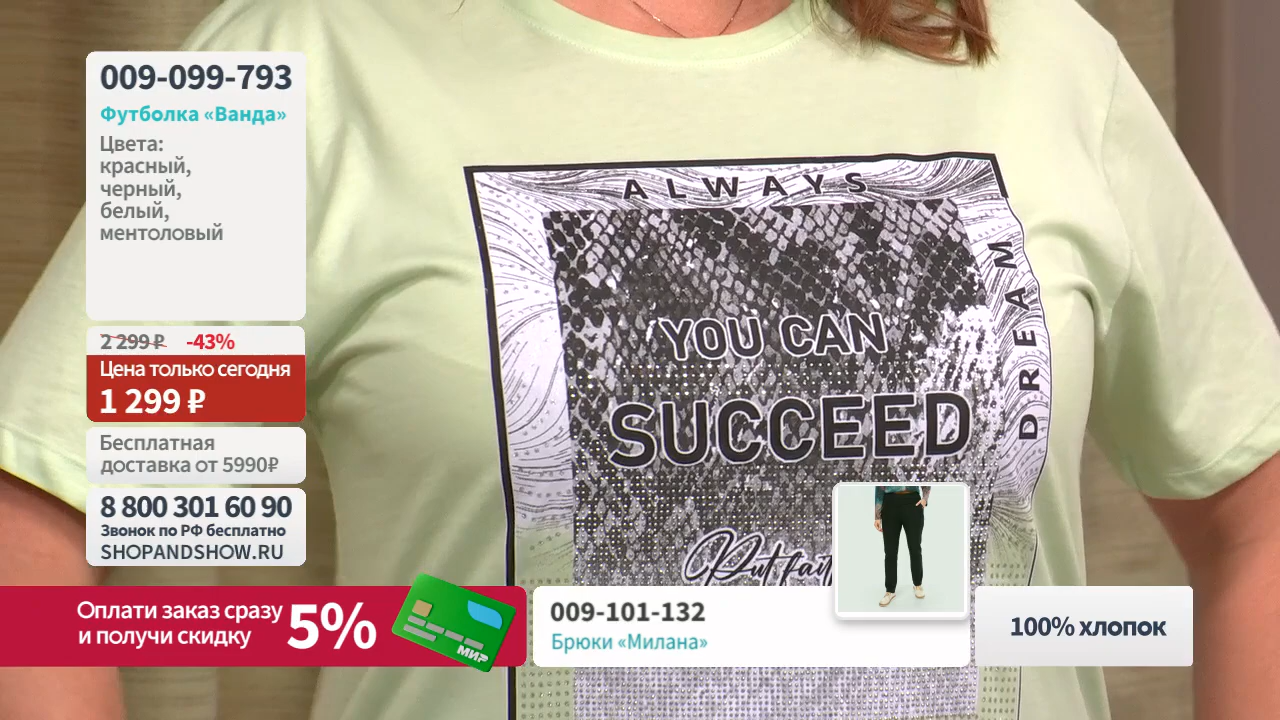 009-099-793
Футболка «Ванда»
Цвета:
красный,
черный,
белый,
ментоловый
2 299 ₽ -43%
Цена только сегодня
1 299 ₽
Бесплатная
доставка от 5990₽
8 800 301 60 90
Звонок по РФ бесплатно
SHOPANDSHOW.RU
ALWAYS
DREAM
YOU CAN
SUCCEED
Put
Оплати заказ сразу
и получи скидку
5%
МИР
009-101-132
Брюки «Милана»
100% хлопок